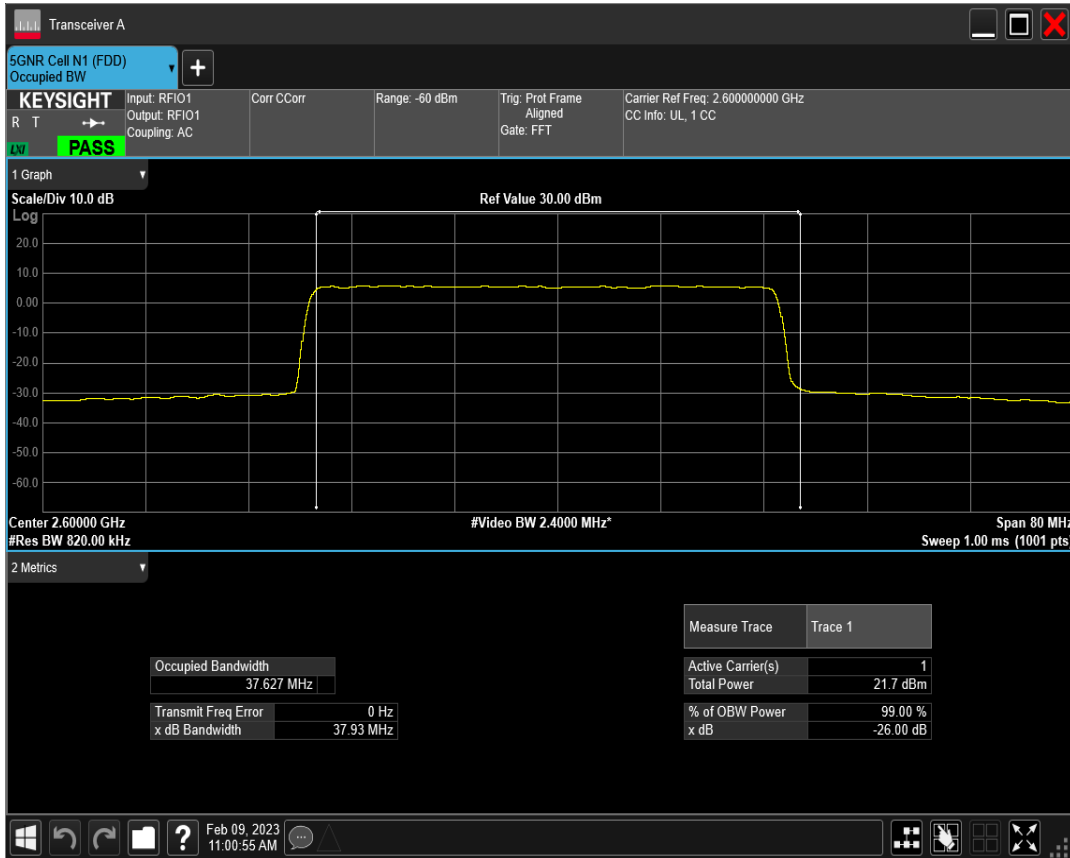 Transceiver A
5GNR Cell N1 (FDD)
Occupied BW
+
KEYSIGHT
R T
LXI
PASS
Input: RFIO1
Output: RFIO1
Coupling: AC
Corr CCorr
Range: -60 dBm
Trig: Prot Frame
Aligned
Gate: FFT
Carrier Ref Freq: 2.600000000 GHz
CC Info: UL, 1 CC
1 Graph
Scale/Div 10.0 dB
Ref Value 30.00 dBm
Log
20.0
10.0
0.00
-10.0
-20.0
-30.0
-40.0
-50.0
-60.0
Center 2.60000 GHz
#Video BW 2.4000 MHz*
Span 80 MHz
#Res BW 820.00 kHz
Sweep 1.00 ms (1001 pts)
2 Metrics
Measure Trace Trace 1
Occupied Bandwidth
37.627 MHz
Active Carrier(s) 1
Total Power 21.7 dBm
Transmit Freq Error 0 Hz
x dB Bandwidth 37.93 MHz
% of OBW Power 99.00 %
x dB -26.00 dB
?
Feb 09, 2023
11:00:55 AM